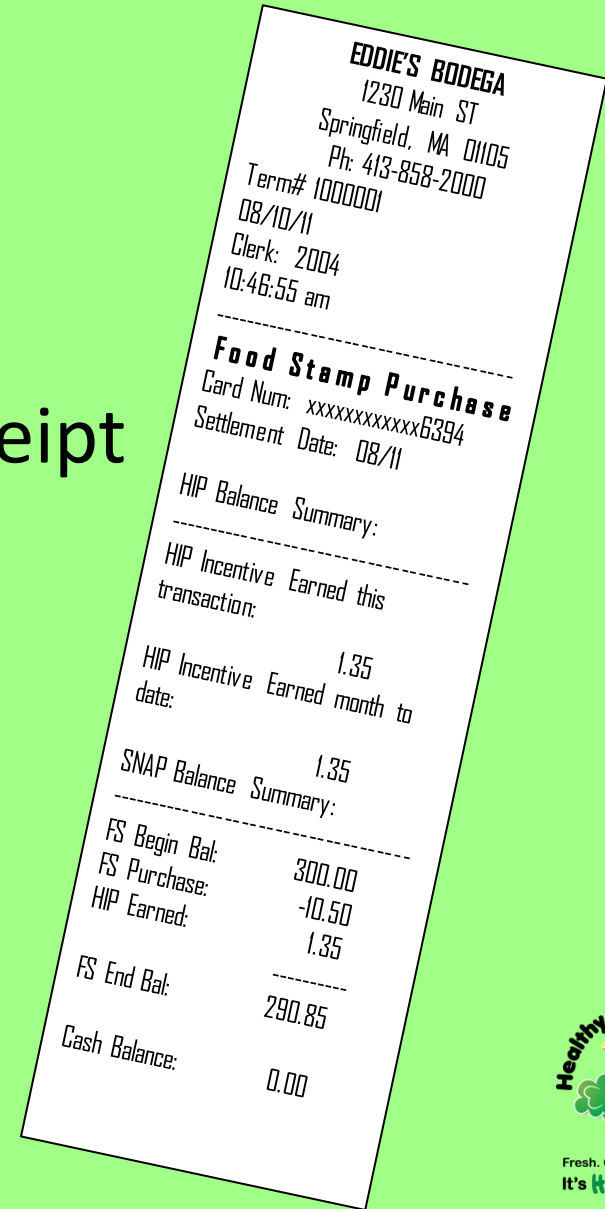 EDDIE'S BODEGA
1230 Main ST
Springfield, MA 01105
Ph: 413-858-2000
Term# 1000001
08/10/11
Clerk: 2004
10:46:55 am
--------------------------------
Food Stamp Purchase
Card Num: xxxxxxxxxxxx6394
Settlement Date: 08/11
eipt
HIP Balance Summary:
--------------------------------
HIP Incentive Earned this
transaction:
1.35
HIP Incentive Earned month to
date:
1.35
SNAP Balance Summary:
--------------------------------
FS Begin Bal: 300.00
FS Purchase: -10.50
HIP Earned: 1.35
---------
FS End Bal: 290.85
Cash Balance: 0.00
Healthy
Fresh.
It's